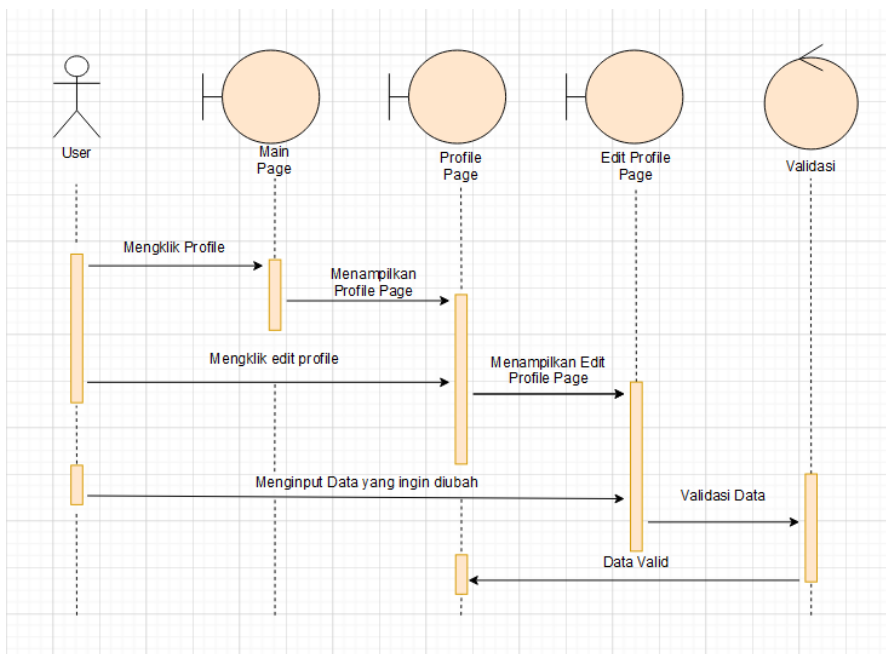 User
Main
Page
Profile
Page
Edit Profile
Page
Validasi
Mengklik Profile
Menampilkan
Profile Page
Mengklik edit profile
Menampilkan Edit
Profile Page
Menginput Data yang ingin diubah
Validasi Data
Data Valid